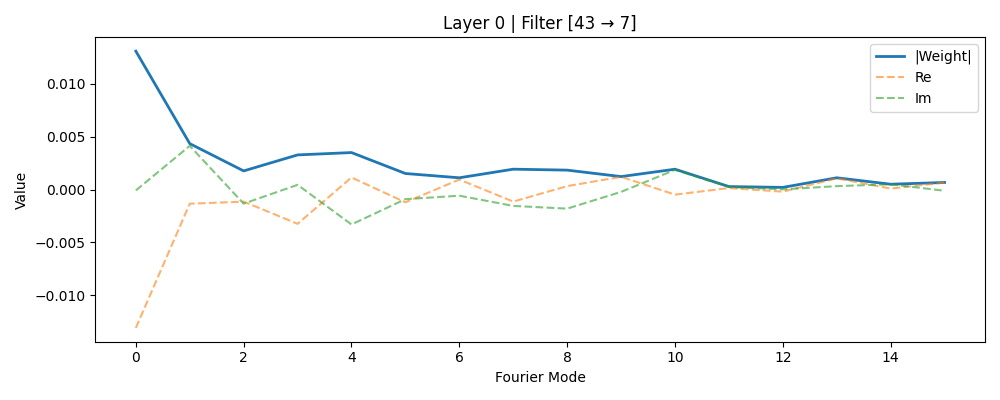 Layer 0 | Filter [43 → 7]
|Weight|
Re
Im
Value
0.010
0.005
0.000
−0.005
−0.010
0 2 4 6 8 10 12 14
Fourier Mode